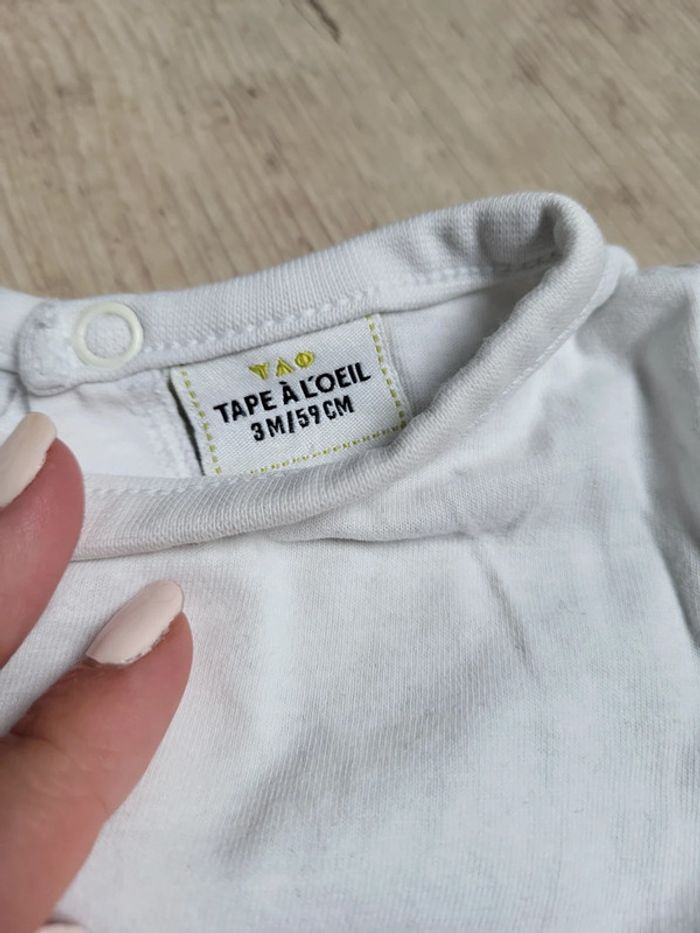 TAO
TAPE À L'OEIL
3M/59CM